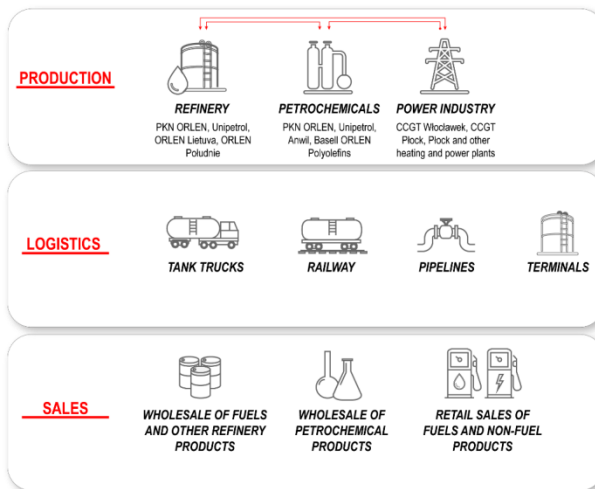 PRODUCTION
REFINERY
PKN ORLEN, Unipetrol,
ORLEN Lietuva, ORLEN
Południe
PETROCHEMICALS
PKN ORLEN, Unipetrol,
Anwil, Basell ORLEN
Polyolefins
POWER INDUSTRY
CCGT Włocławek, CCGT
Płock, Płock and other
heating and power plants
LOGISTICS
TANK TRUCKS
RAILWAY
PIPELINES
TERMINALS
SALES
WHOLESALE OF FUELS
AND OTHER REFINERY
PRODUCTS
WHOLESALE OF
PETROCHEMICAL
PRODUCTS
RETAIL SALES OF
FUELS AND NON-FUEL
PRODUCTS